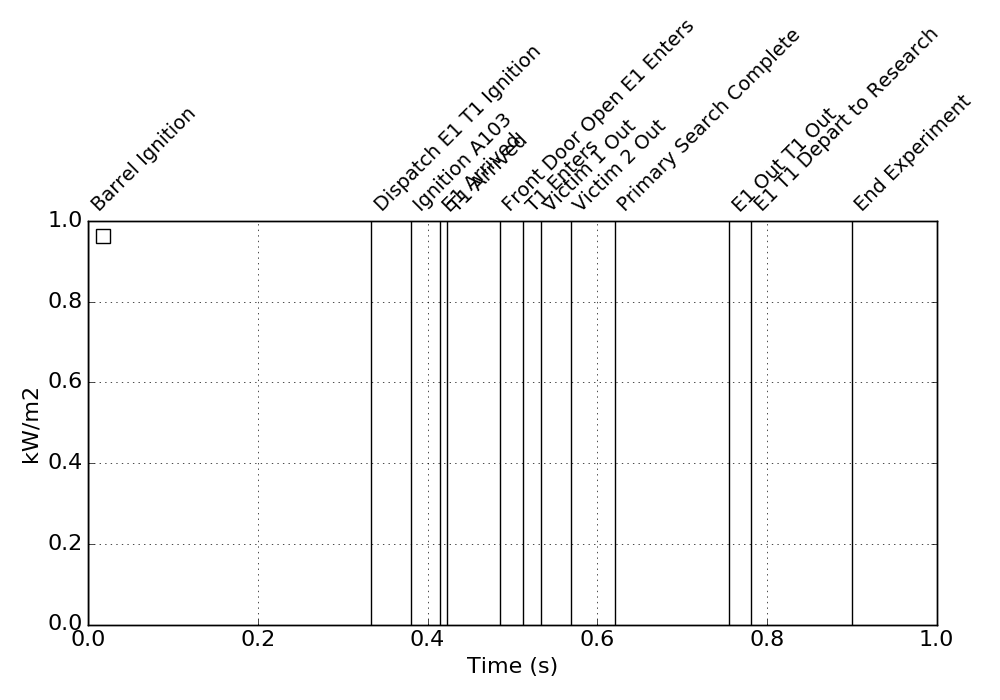 Barrel Ignition
Dispatch E1 T1 Ignition
Ignition A103
E1 Arrived
T1 Arrived
Front Door Open E1 Enters
T1 Enters
Victim 1 Out
Victim 2 Out
Primary Search Complete
E1 Out T1 Out
E1 T1 Depart to Research
End Experiment
1.0
0.8
0.6
0.4
0.2
0.0
kW/m2
0.0 0.2 0.4 0.6 0.8 1.0
Time (s)